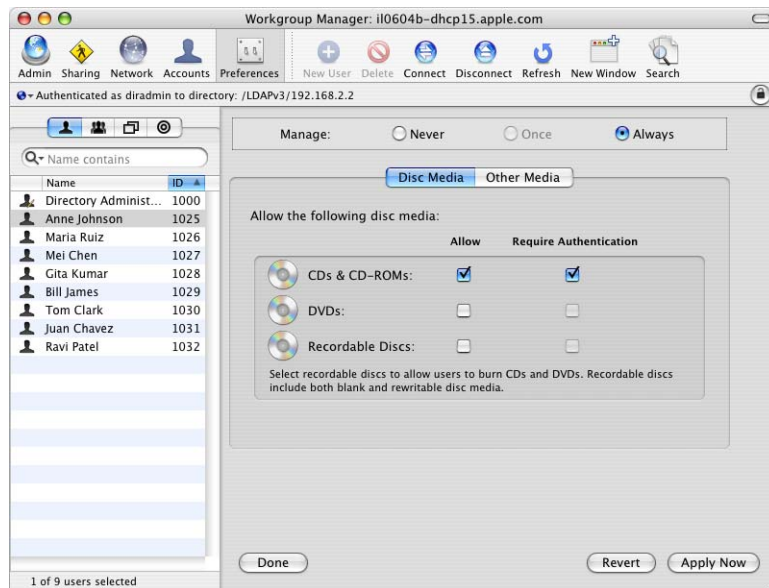 Workgroup Manager: il0604b-dhcp15.apple.com
Admin Sharing Network Accounts Preferences New User Delete Connect Disconnect Refresh New Window Search
Authenticated as diradmin to directory: /LDAPv3/192.168.2.2
Name contains
Name ID
Directory Administ... 1000
Anne Johnson 1025
Maria Ruiz 1026
Mei Chen 1027
Gita Kumar 1028
Bill James 1029
Tom Clark 1030
Juan Chavez 1031
Ravi Patel 1032
1 of 9 users selected
Manage: Never Once Always
Disc Media Other Media
Allow the following disc media:
Allow Require Authentication
CDs & CD-ROMs:
DVDs:
Recordable Discs:
Select recordable discs to allow users to burn CDs and DVDs. Recordable discs
include both blank and rewritable disc media.
Done Revert Apply Now